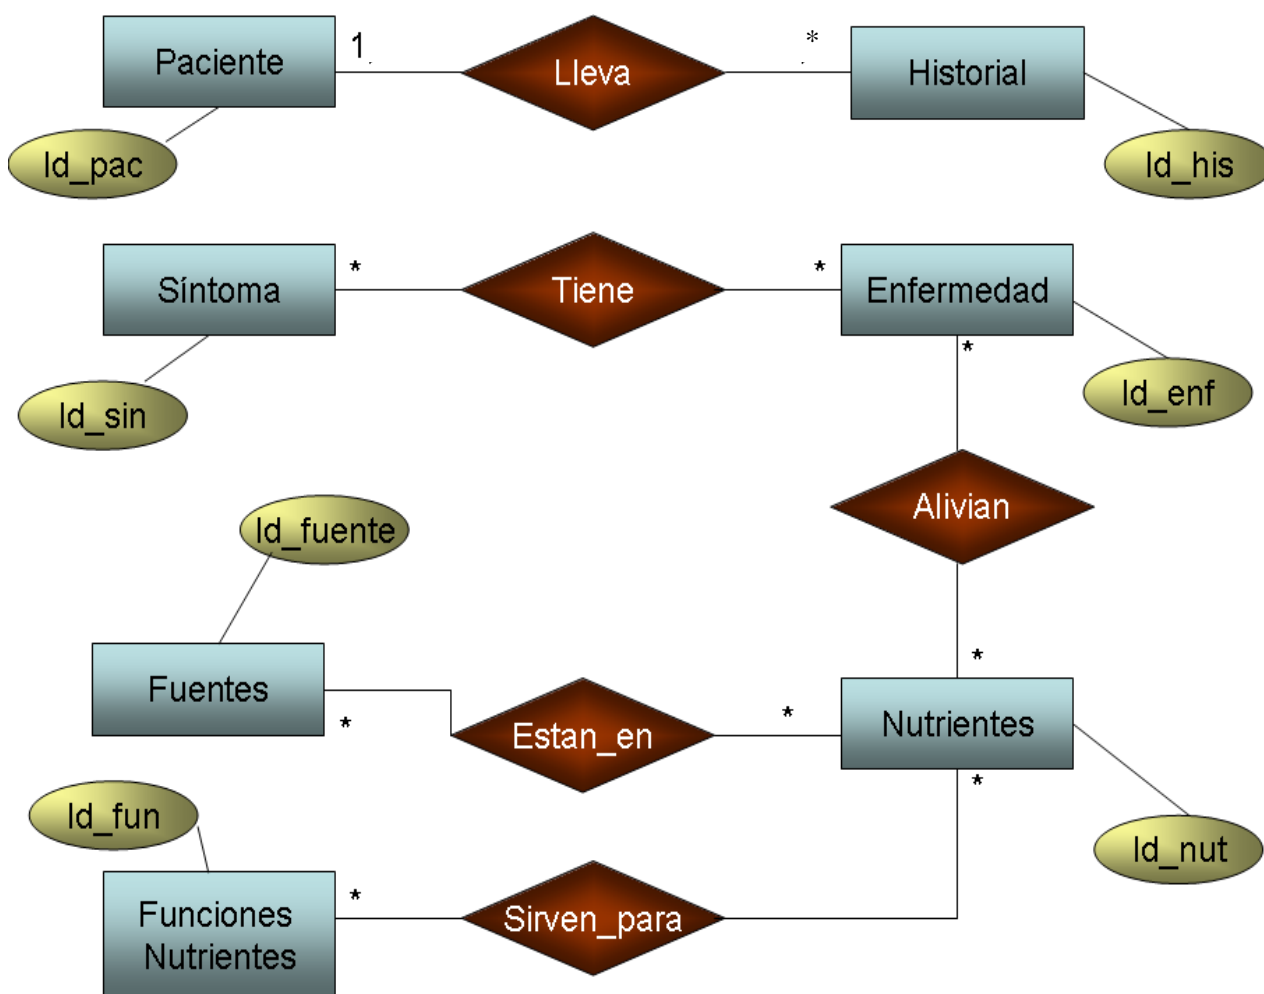 Paciente
1
Lleva
*
Historial
Id_pac
Id_his
Síntoma
*
Tiene
*
Enfermedad
*
Id_sin
Id_enf
Alivian
Id_fuente
*
Fuentes
*
Estan_en
*
Nutrientes
*
Id_fun
Id_nut
Funciones
Nutrientes
*
Sirven_para